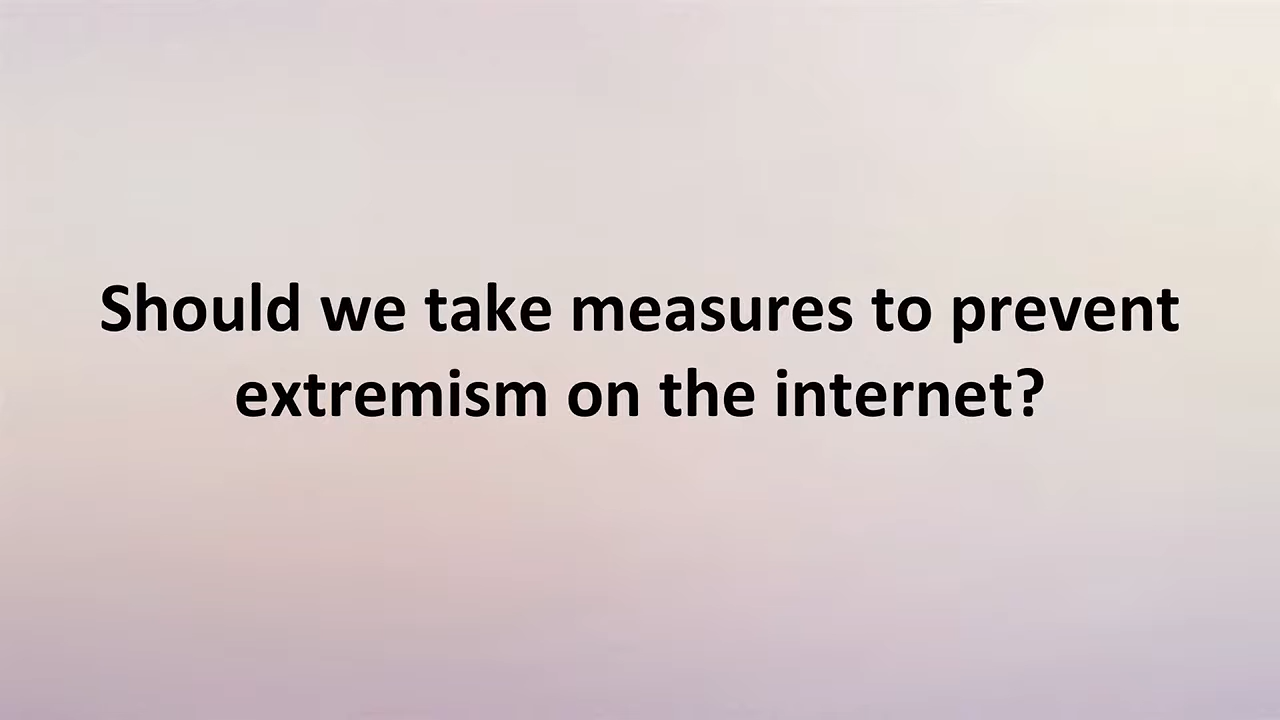 Should we take measures to prevent
extremism on the internet?